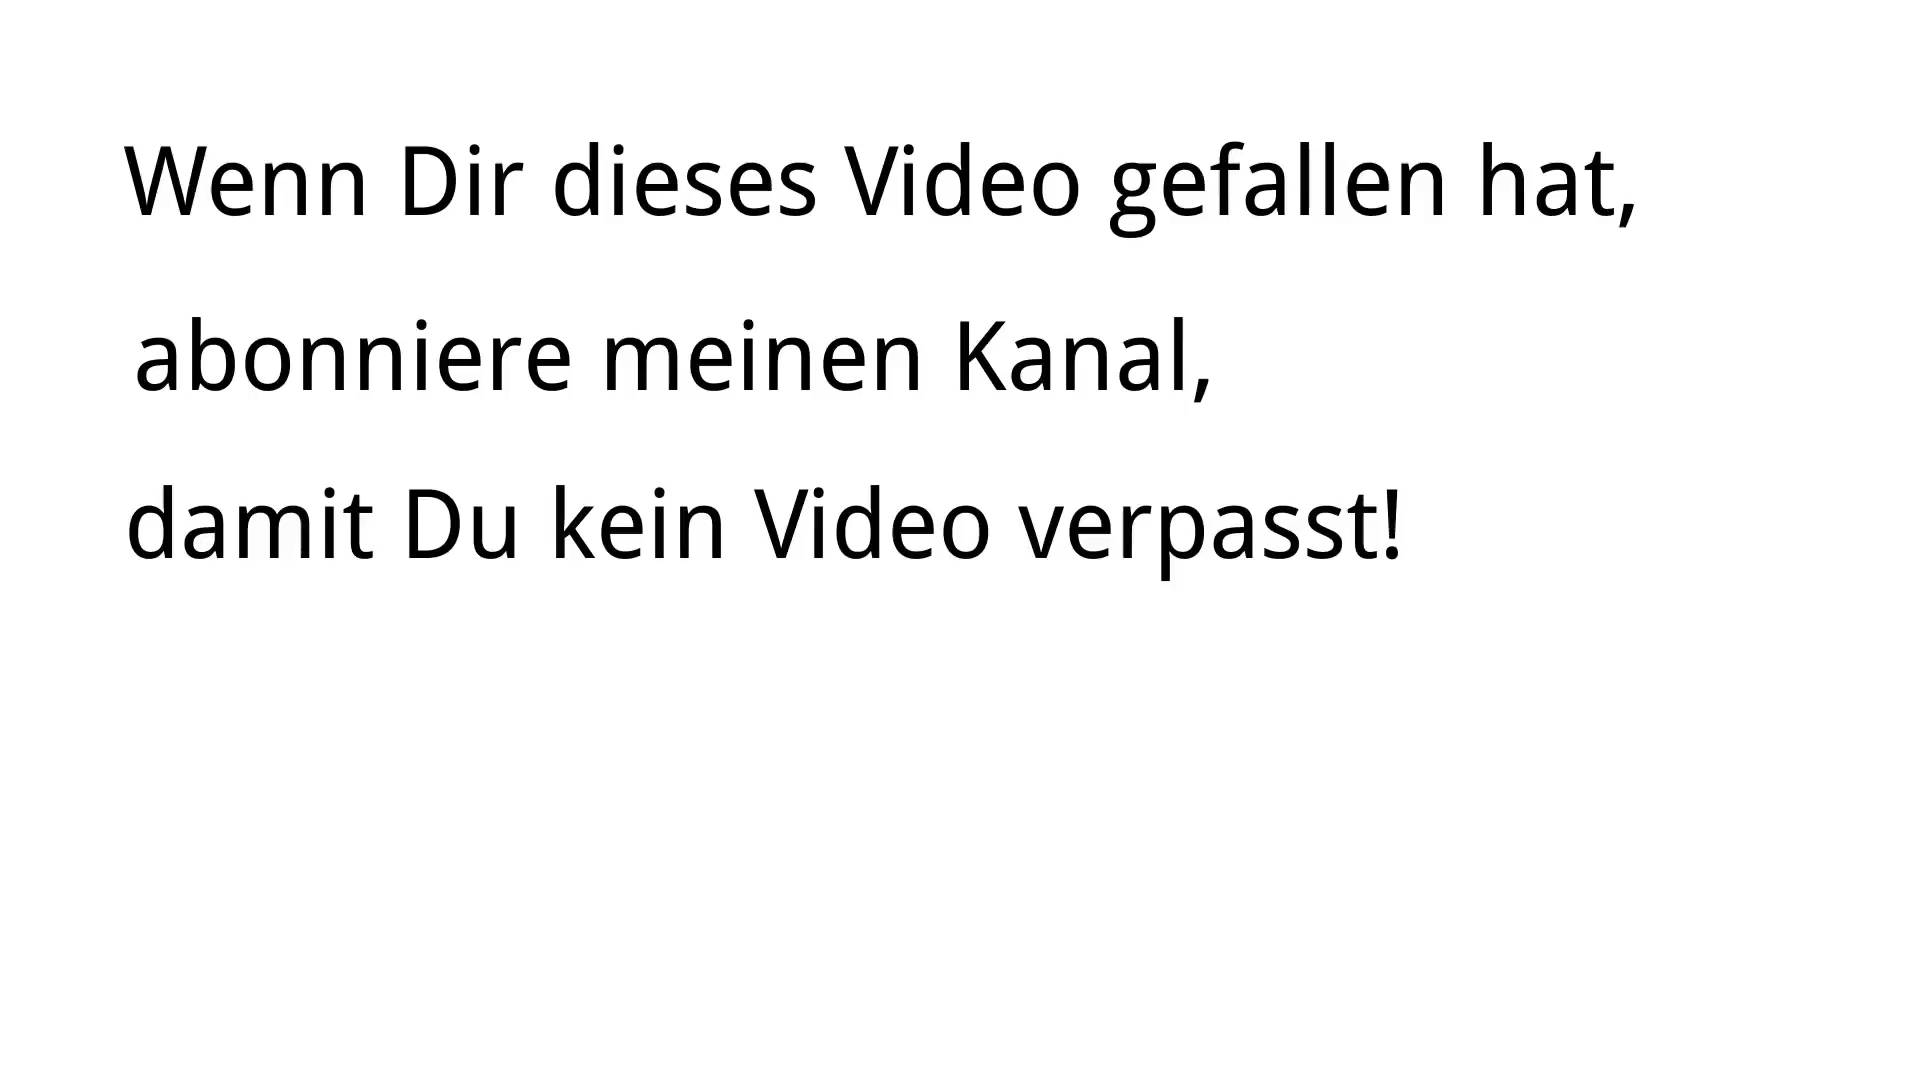 Wenn Dir dieses Video gefallen hat,
abonniere meinen Kanal,
damit Du kein Video verpasst!